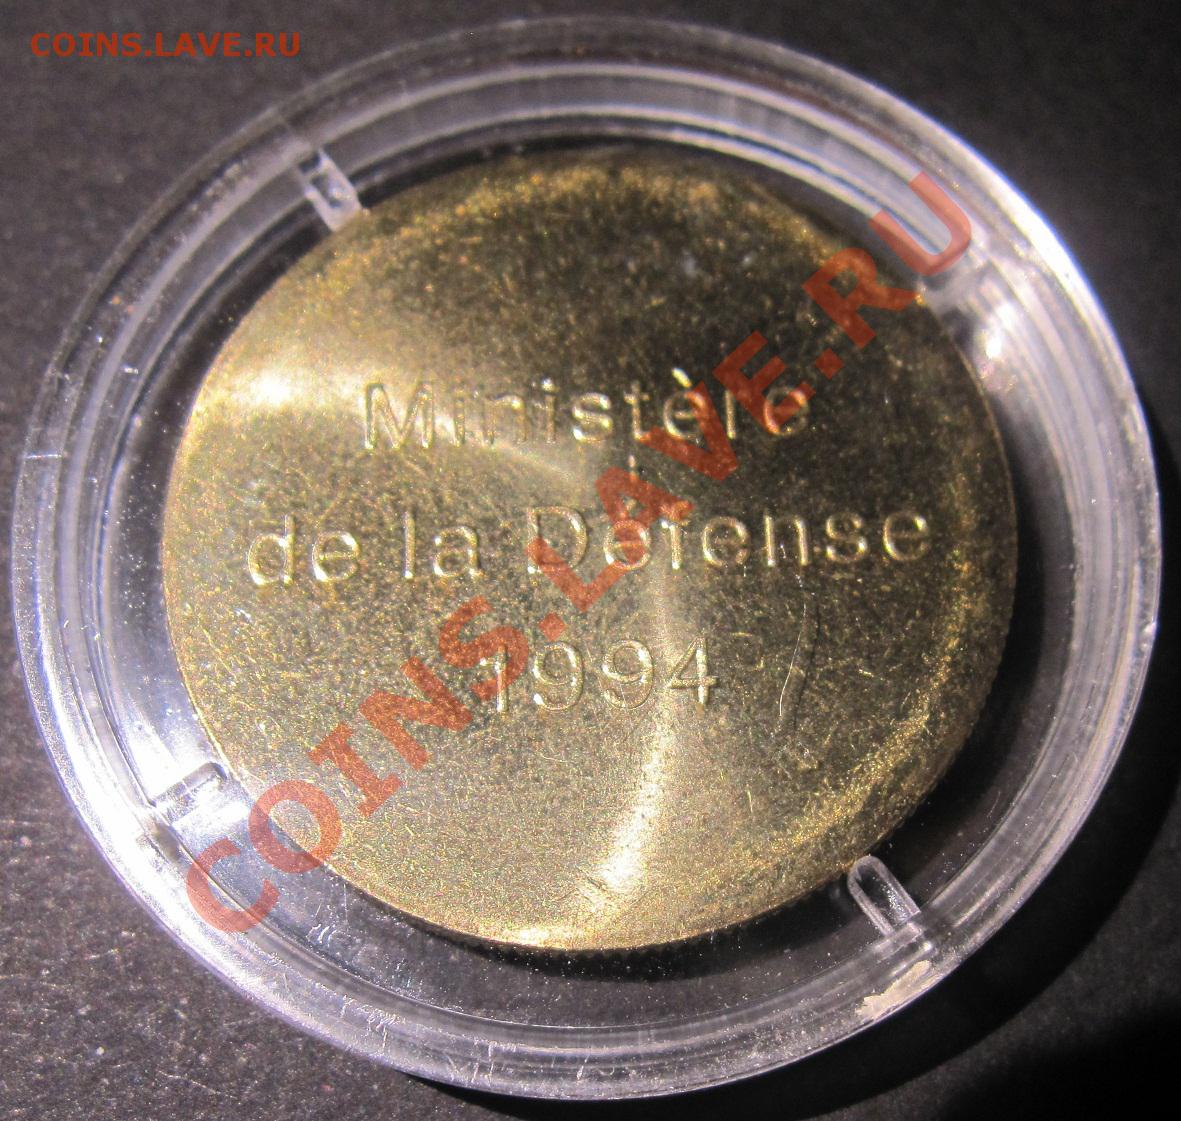 COINS.LAVE.RU
Ministère
de la Défense
1994
COINS.LAVE.RU